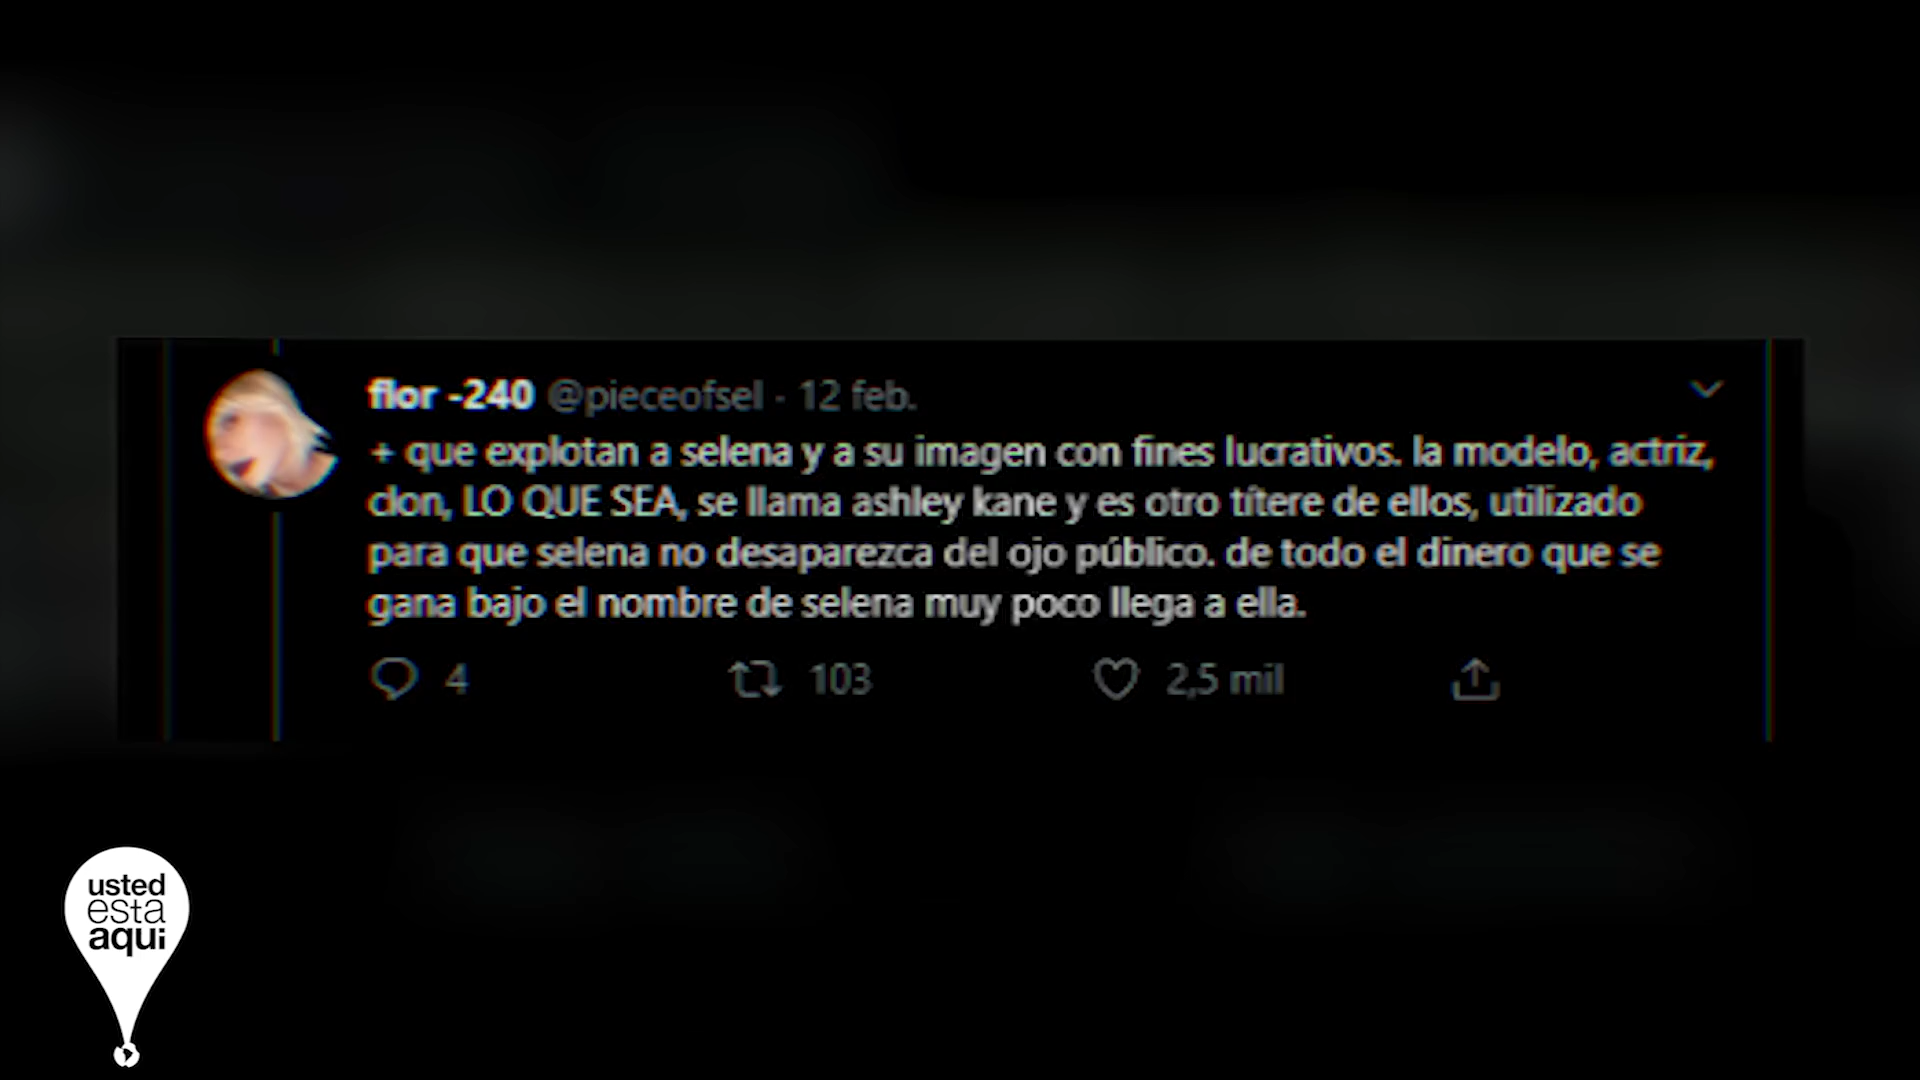 flor -240 @pieceofsel · 12 feb.
+ que explotan a selena y a su imagen con fines lucrativos. la modelo, actriz,
clon, LO QUE SEA, se llama ashley kane y es otro títere de ellos, utilizado
para que selena no desaparezca del ojo público. de todo el dinero que se
gana bajo el nombre de selena muy poco llega a ella.
4 103 2,5 mil
usted
esta
aqui